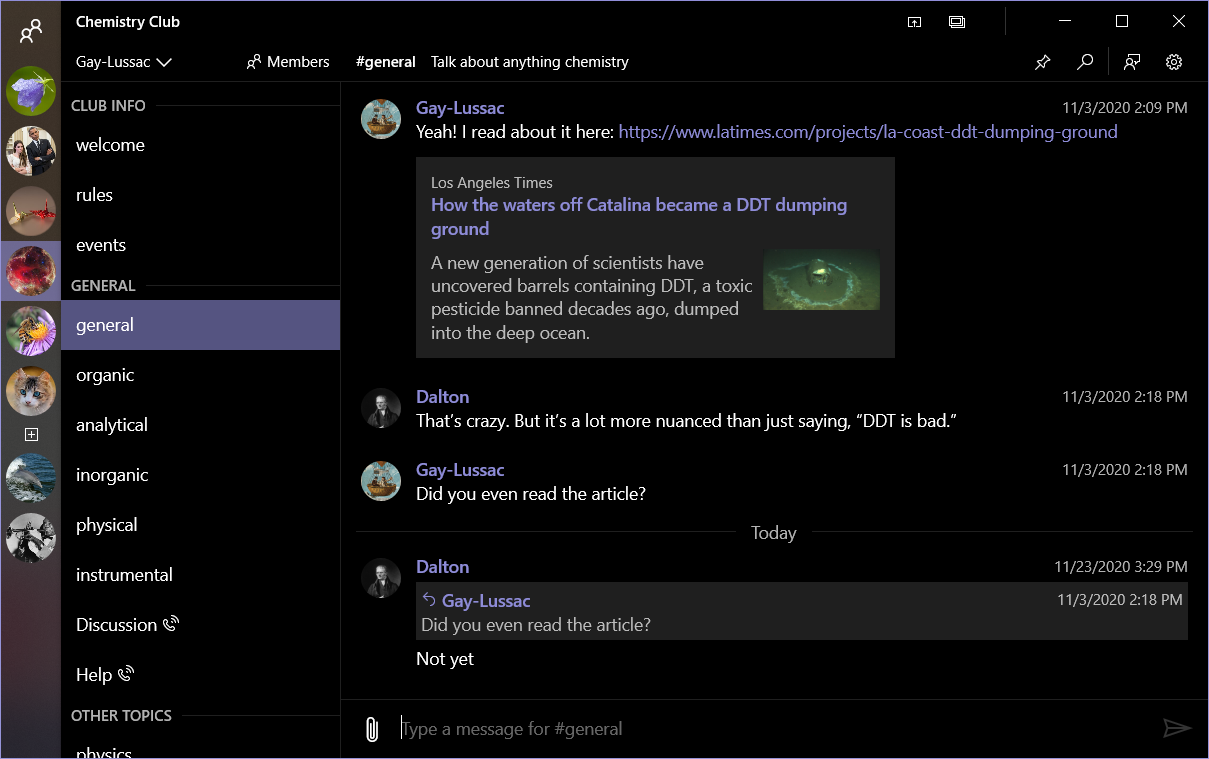 Chemistry Club
Gay-Lussac
Members
#general Talk about anything chemistry
CLUB INFO
welcome
rules
events
GENERAL
general
organic
analytical
inorganic
physical
instrumental
Discussion
Help
OTHER TOPICS
physics
Gay-Lussac 11/3/2020 2:09 PM
Yeah! I read about it here: https://www.latimes.com/projects/la-coast-ddt-dumping-ground
Los Angeles Times
How the waters off Catalina became a DDT dumping
ground
A new generation of scientists have
uncovered barrels containing DDT, a toxic
pesticide banned decades ago, dumped
into the deep ocean.
Dalton 11/3/2020 2:18 PM
That’s crazy. But it’s a lot more nuanced than just saying, “DDT is bad.”
Gay-Lussac 11/3/2020 2:18 PM
Did you even read the article?
Today
Dalton 11/23/2020 3:29 PM
Gay-Lussac 11/3/2020 2:18 PM
Did you even read the article?
Not yet
Type a message for #general